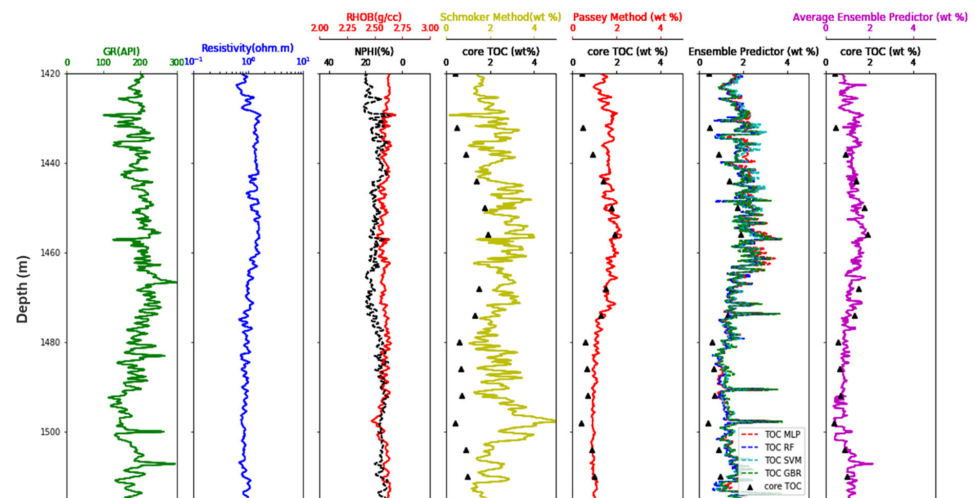 RHOB(g/cc) Schmoker Method(wt %) Passey Method (wt %) Average Ensemble Predictor (wt %)
2.00 2.25 2.50 2.75 3.00 0 2 4 0 2 4 0 2 4
GR(API) Resistivity(ohm.m) NPHI(%) core TOC (wt%) core TOC (wt%) Ensemble Predictor (wt %) core TOC (wt%)
0 100 200 300 10⁻¹ 10⁰ 10¹ 40 20 0 0 2 4 0 2 4 0 2 4 0 2 4
1420
1440
1460
Depth (m)
1480
1500
TOC MLP
TOC RF
TOC SVM
TOC GBR
core TOC